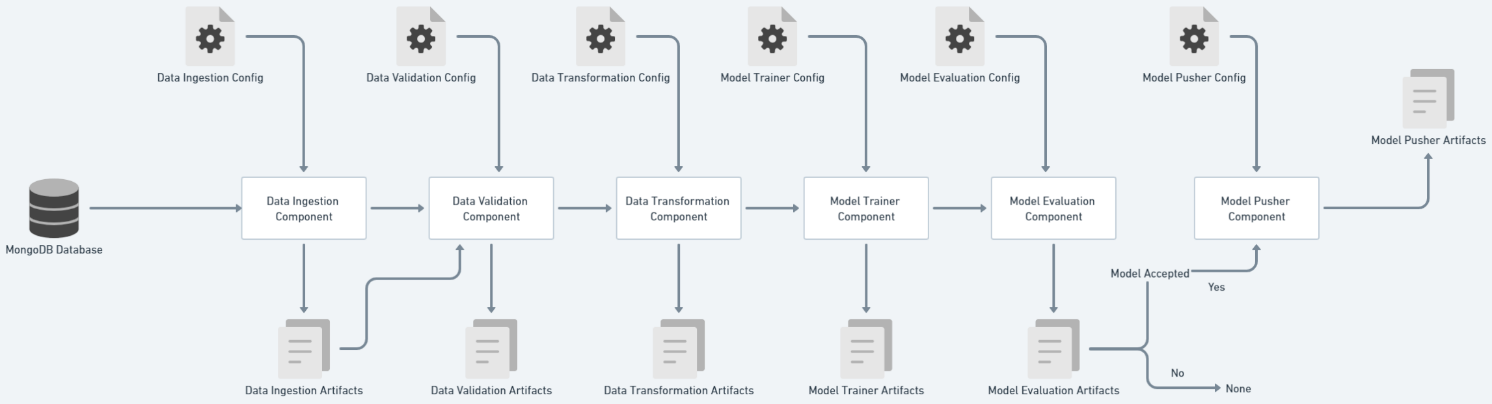 Data Ingestion Config
Data Validation Config
Data Transformation Config
Model Trainer Config
Model Evaluation Config
Model Pusher Config
Model Pusher Artifacts
MongoDB Database
Data Ingestion
Component
Data Validation
Component
Data Transformation
Component
Model Trainer
Component
Model Evaluation
Component
Model Pusher
Component
Model Accepted
Yes
Data Ingestion Artifacts
Data Validation Artifacts
Data Transformation Artifacts
Model Trainer Artifacts
Model Evaluation Artifacts
No
None